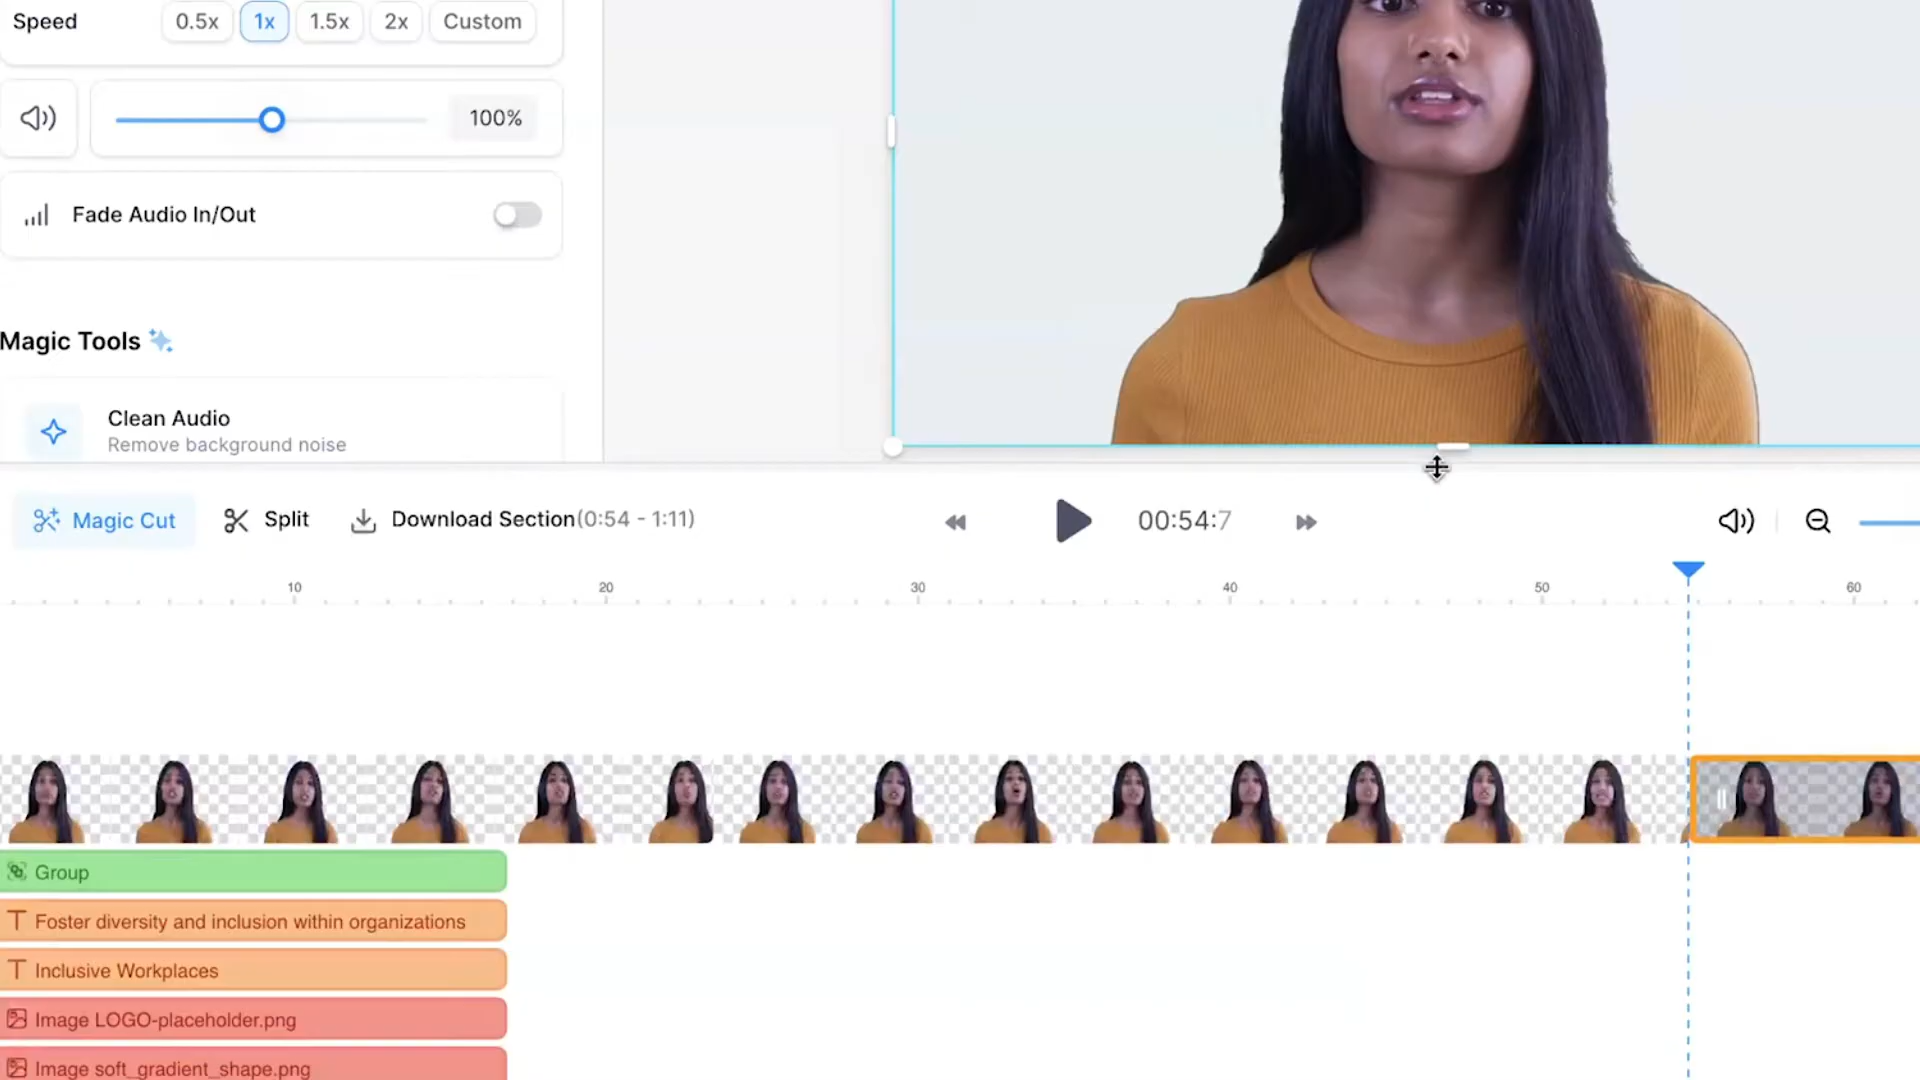 Speed 0.5x 1x 1.5x 2x Custom
100%
Fade Audio In/Out
Magic Tools
Clean Audio
Remove background noise
Magic Cut Split Download Section(0:54 - 1:11) 00:54:7
10 20 30 40 50 60
Group
Foster diversity and inclusion within organizations
Inclusive Workplaces
Image LOGO-placeholder.png
Image soft_gradient_shape.png